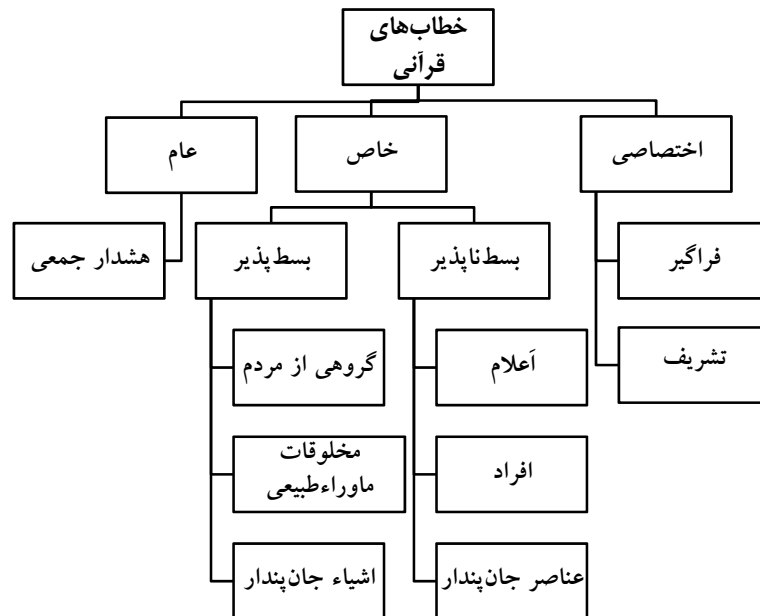 خطاب‌های
قرآنی
اختصاصی
خاص
عام
فراگیر
بسط‌ناپذیر
بسط‌پذیر
هشدار جمعی
تشریف
اَعلام
گروهی از مردم
افراد
مخلوقات
ماوراءطبیعی
عناصر جان‌پندار
اشیاء جان‌پندار